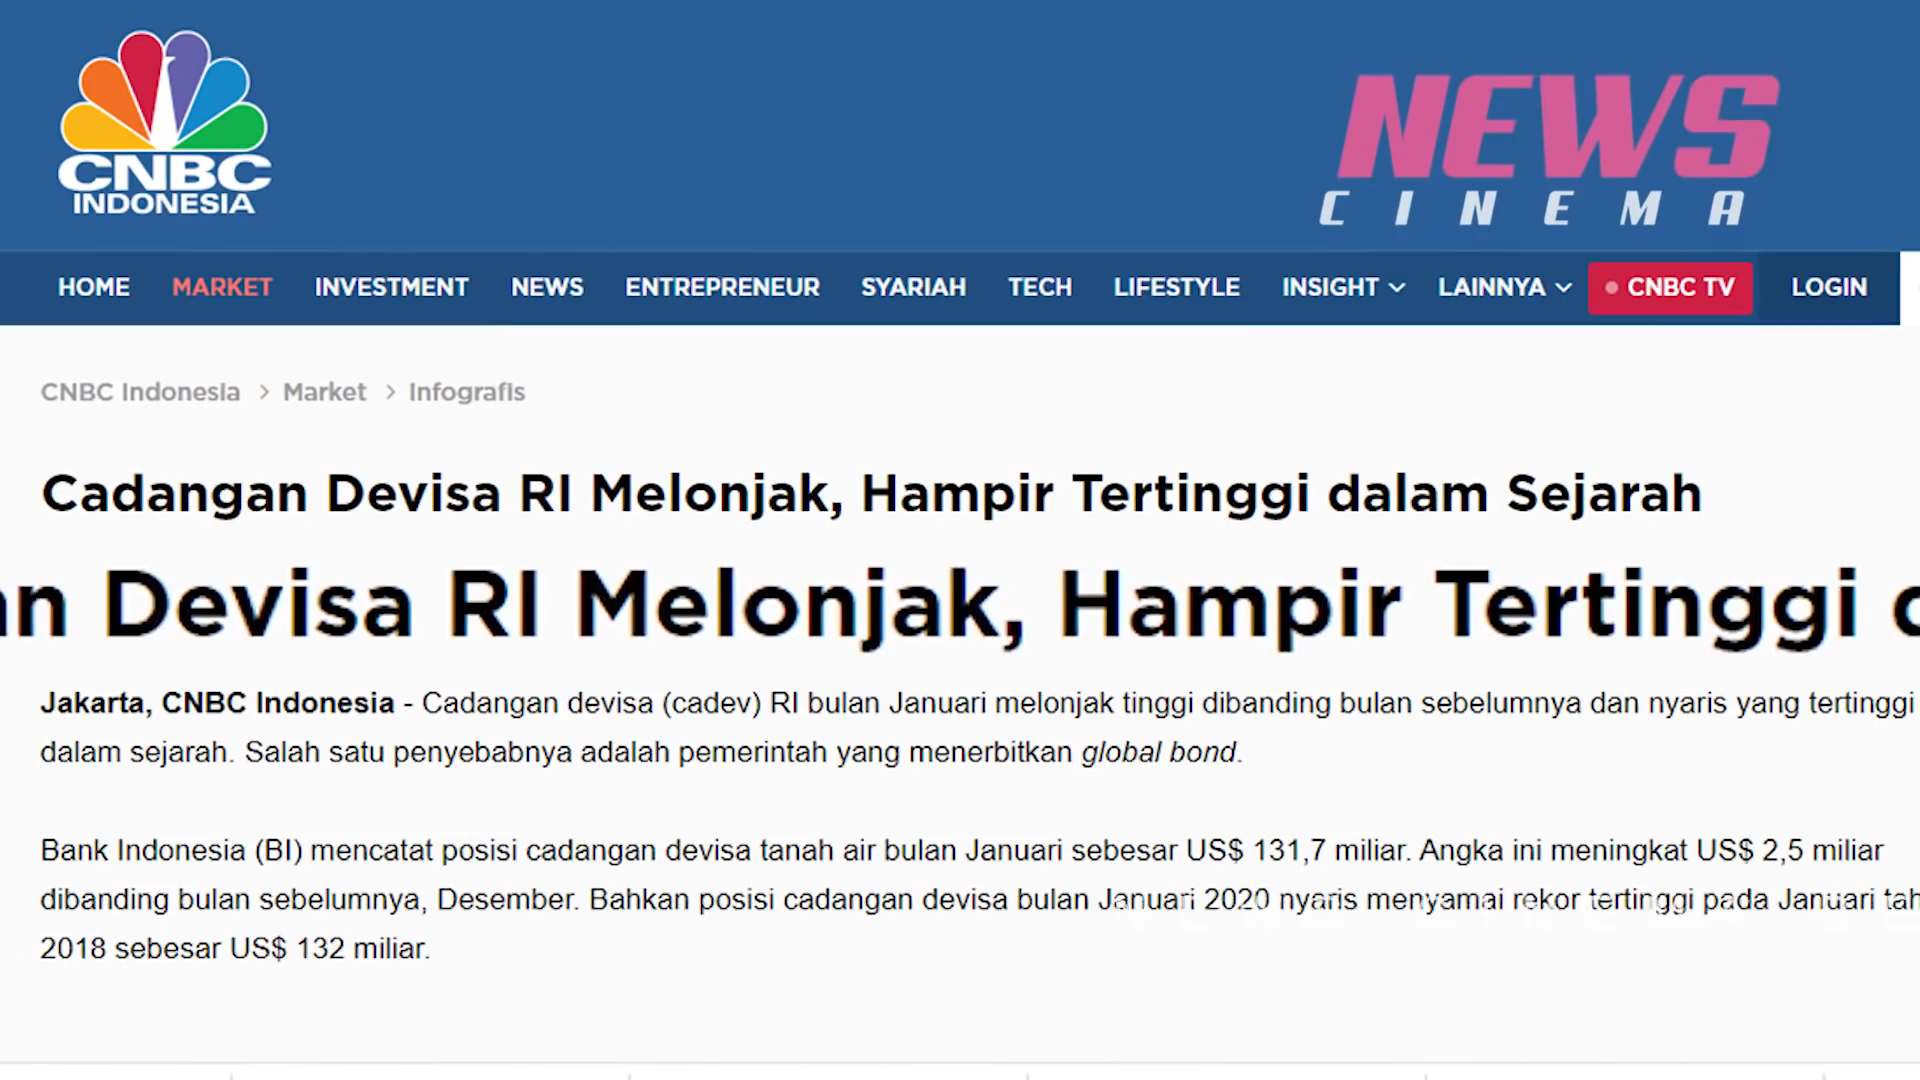 CNBC
INDONESIA
NEWS
CINEMA
HOME MARKET INVESTMENT NEWS ENTREPRENEUR SYARIAH TECH LIFESTYLE INSIGHT LAINNYA CNBC TV LOGIN
CNBC Indonesia > Market > Infografis
Cadangan Devisa RI Melonjak, Hampir Tertinggi dalam Sejarah
an Devisa RI Melonjak, Hampir Tertinggi d
Jakarta, CNBC Indonesia - Cadangan devisa (cadev) RI bulan Januari melonjak tinggi dibanding bulan sebelumnya dan nyaris yang tertinggi
dalam sejarah. Salah satu penyebabnya adalah pemerintah yang menerbitkan global bond.
Bank Indonesia (BI) mencatat posisi cadangan devisa tanah air bulan Januari sebesar US$ 131,7 miliar. Angka ini meningkat US$ 2,5 miliar
dibanding bulan sebelumnya, Desember. Bahkan posisi cadangan devisa bulan Januari 2020 nyaris menyamai rekor tertinggi pada Januari tah
2018 sebesar US$ 132 miliar.